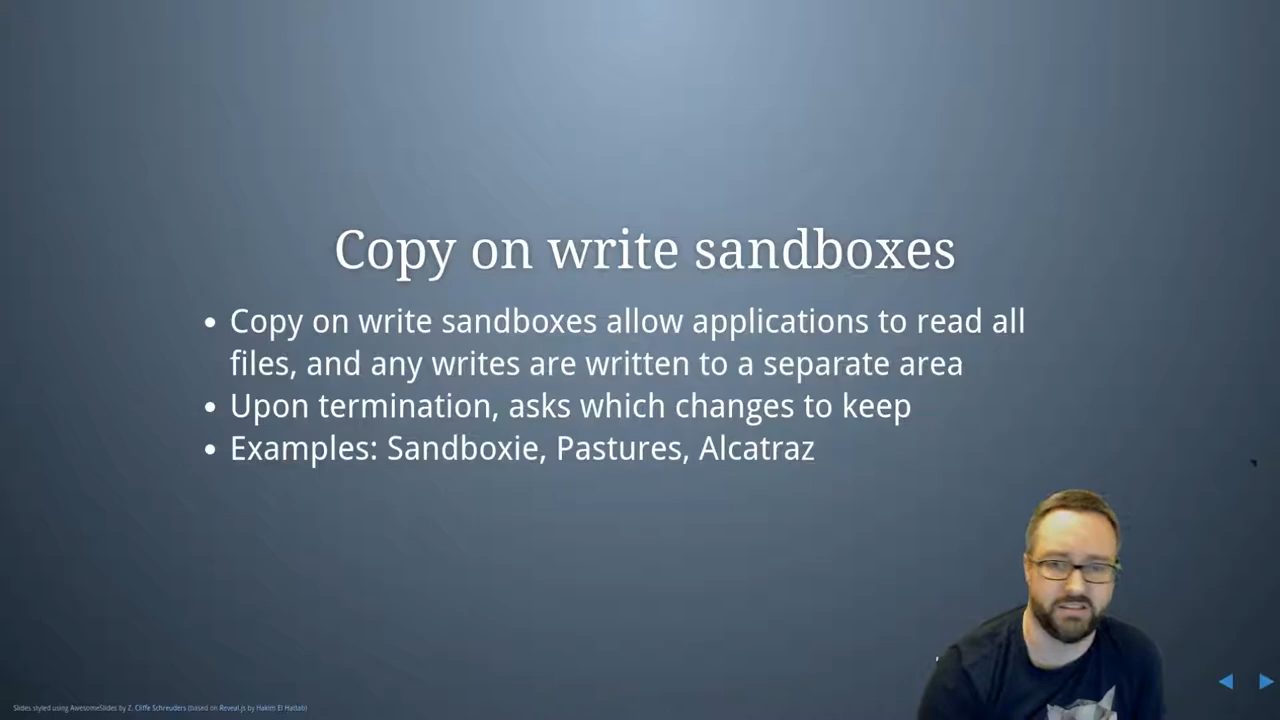 Copy on write sandboxes
• Copy on write sandboxes allow applications to read all
files, and any writes are written to a separate area
• Upon termination, asks which changes to keep
• Examples: Sandboxie, Pastures, Alcatraz
Slides styled using AwesomeSlides by Z. Cliffe Schreuders (based on Reveal.js by Hakim El Hattab)